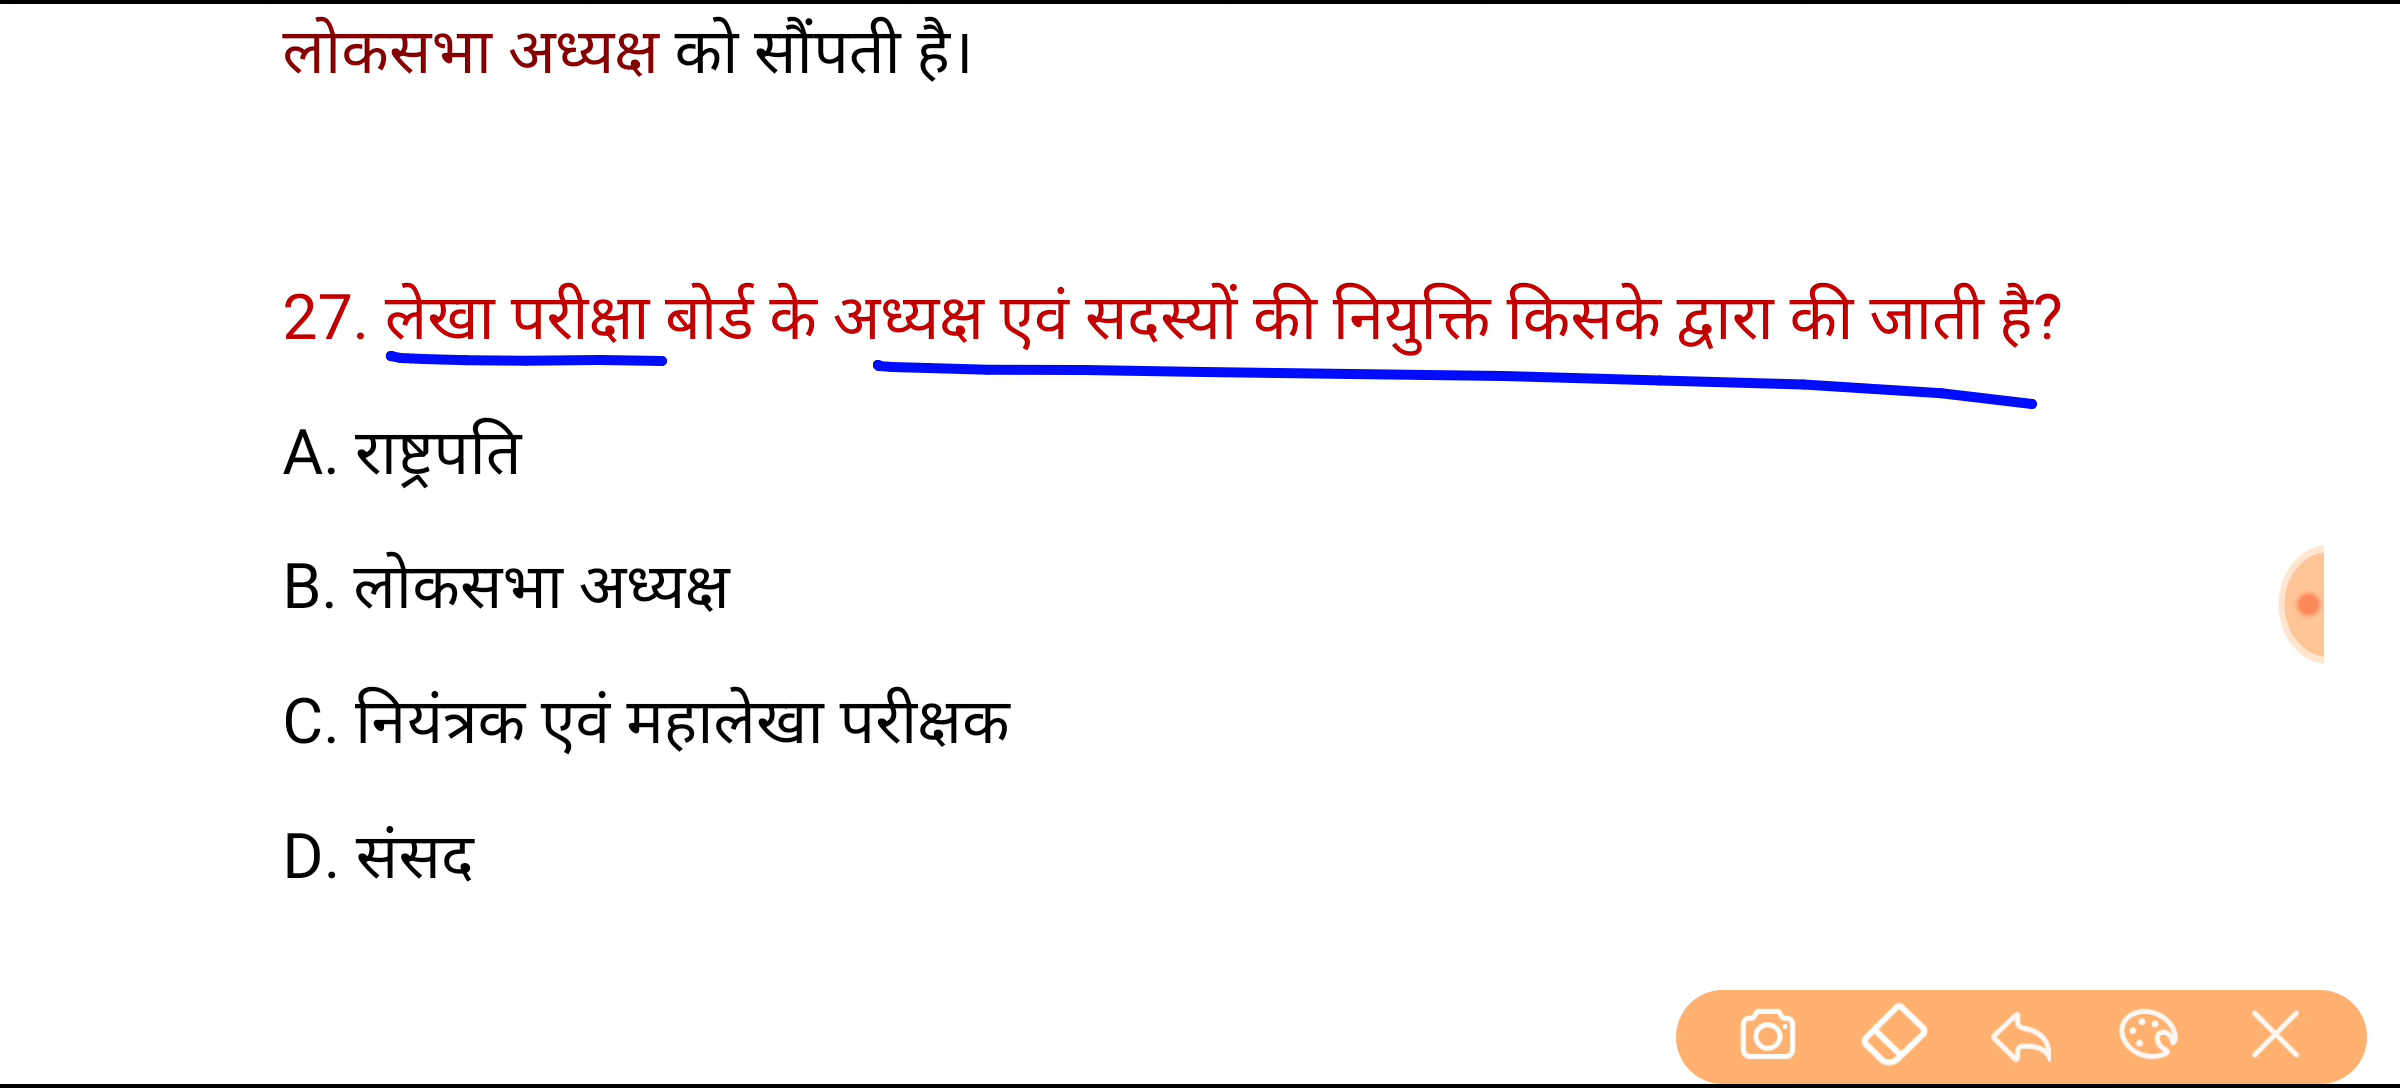 लोकसभा अध्यक्ष को सौंपती है।
27. लेखा परीक्षा बोर्ड के अध्यक्ष एवं सदस्यों की नियुक्ति किसके द्वारा की जाती है?
A. राष्ट्रपति
B. लोकसभा अध्यक्ष
C. नियंत्रक एवं महालेखा परीक्षक
D. संसद